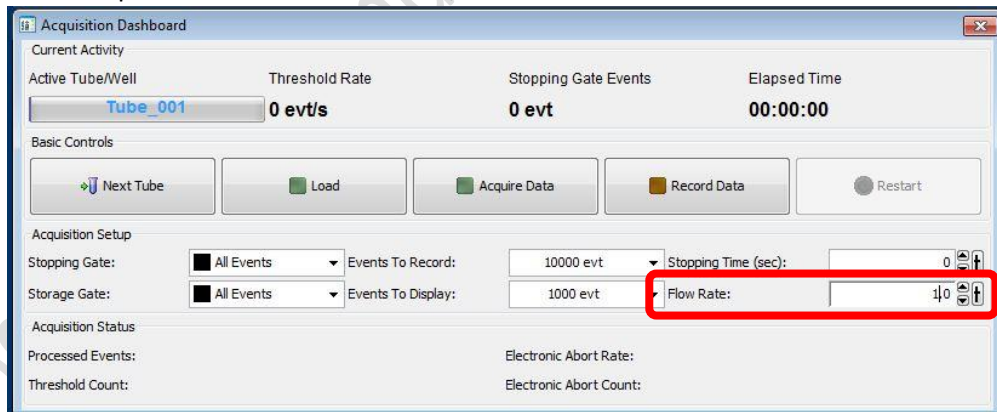 Acquisition Dashboard
Current Activity
Active Tube/Well Threshold Rate Stopping Gate Events Elapsed Time
Tube_001 0 evt/s 0 evt 00:00:00
Basic Controls
Next Tube Load Acquire Data Record Data Restart
Acquisition Setup
Stopping Gate: All Events Events To Record: 10000 evt Stopping Time (sec): 0
Storage Gate: All Events Events To Display: 1000 evt Flow Rate: 1.0
Acquisition Status
Processed Events: Electronic Abort Rate:
Threshold Count: Electronic Abort Count: